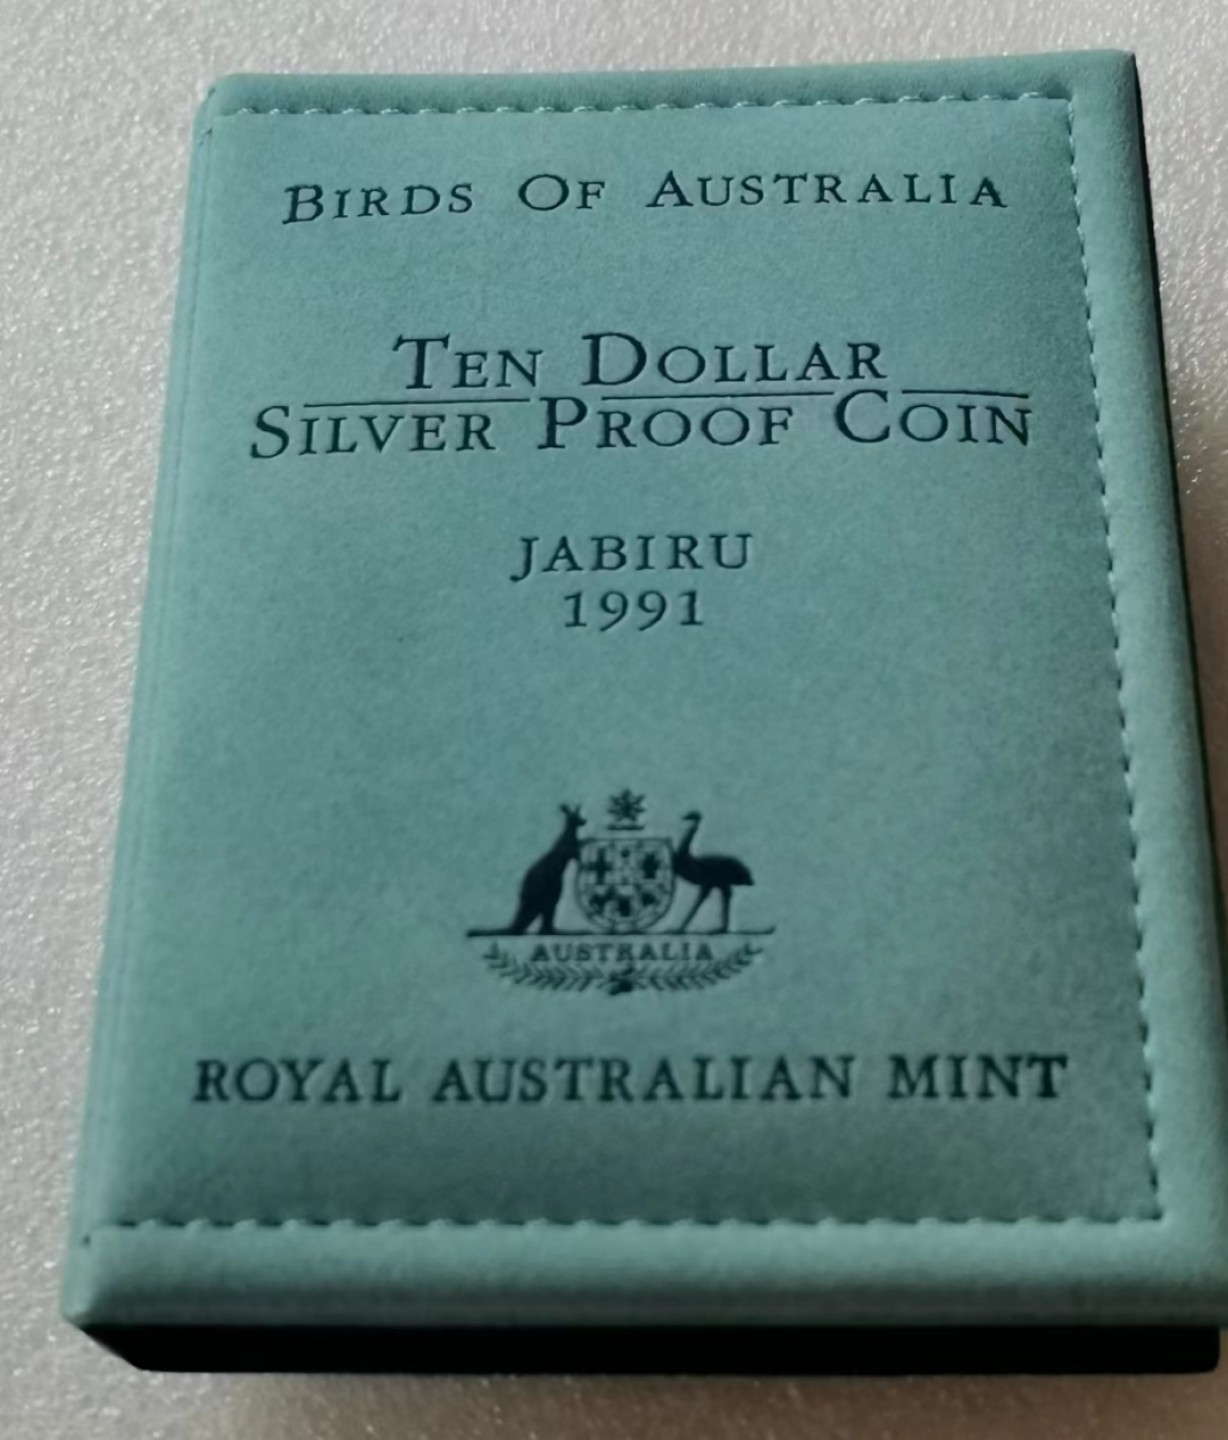 BIRDS OF AUSTRALIA
TEN DOLLAR
SILVER PROOF COIN
JABIRU
1991
AUSTRALIA
ROYAL AUSTRALIAN MINT